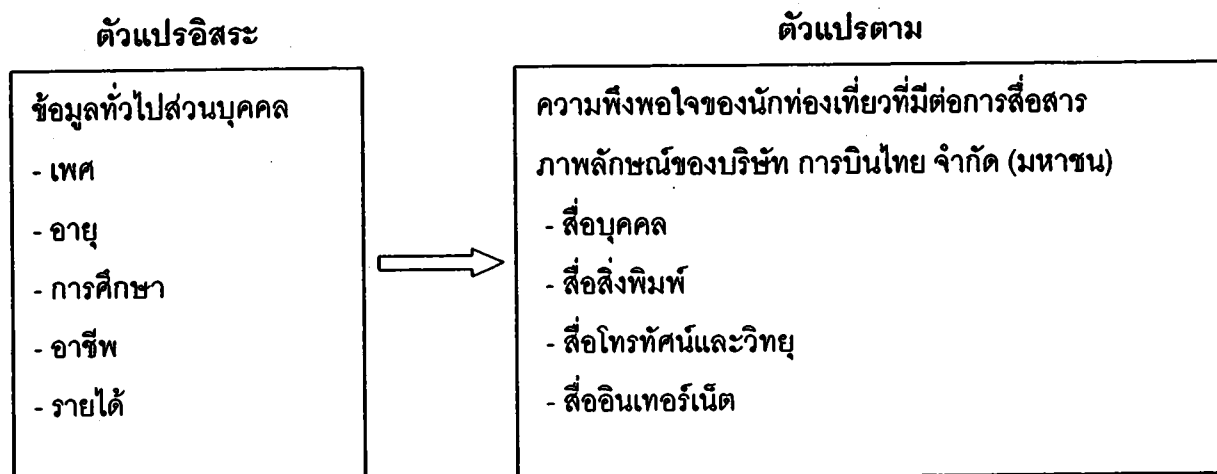 ตัวแปรอิสระ
ข้อมูลทั่วไปส่วนบุคคล
- เพศ
- อายุ
- การศึกษา
- อาชีพ
- รายได้
ตัวแปรตาม
ความพึงพอใจของนักท่องเที่ยวที่มีต่อการสื่อสาร
ภาพลักษณ์ของบริษัท การบินไทย จำกัด (มหาชน)
- สื่อบุคคล
- สื่อสิ่งพิมพ์
- สื่อโทรทัศน์และวิทยุ
- สื่ออินเทอร์เน็ต